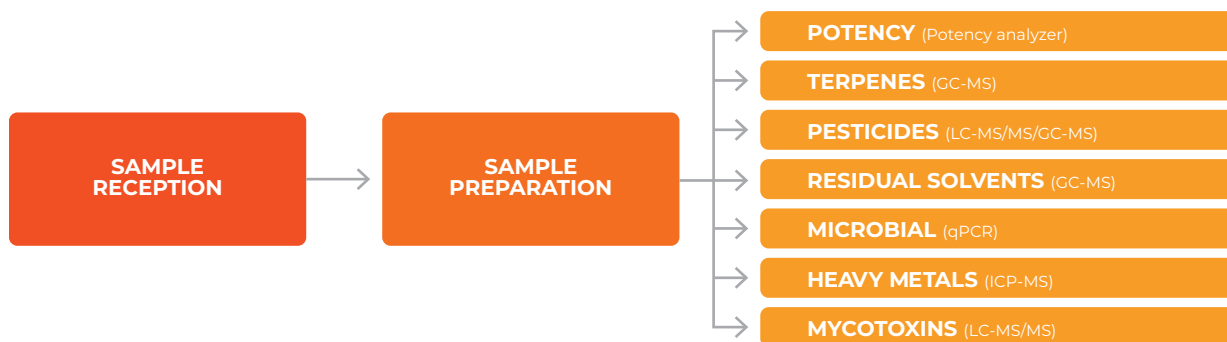 SAMPLE
RECEPTION
SAMPLE
PREPARATION
POTENCY (Potency analyzer)
TERPENES (GC-MS)
PESTICIDES (LC-MS/MS/GC-MS)
RESIDUAL SOLVENTS (GC-MS)
MICROBIAL (qPCR)
HEAVY METALS (ICP-MS)
MYCOTOXINS (LC-MS/MS)